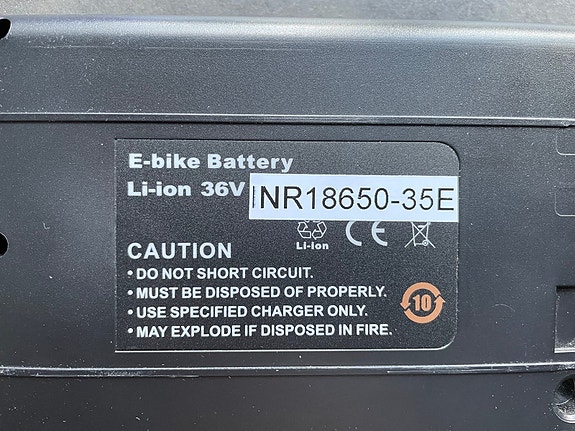 E-bike Battery
Li-ion 36V INR18650-35E
Li-Ion
CAUTION
• DO NOT SHORT CIRCUIT.
• MUST BE DISPOSED OF PROPERLY.
• USE SPECIFIED CHARGER ONLY.
• MAY EXPLODE IF DISPOSED IN FIRE.
10